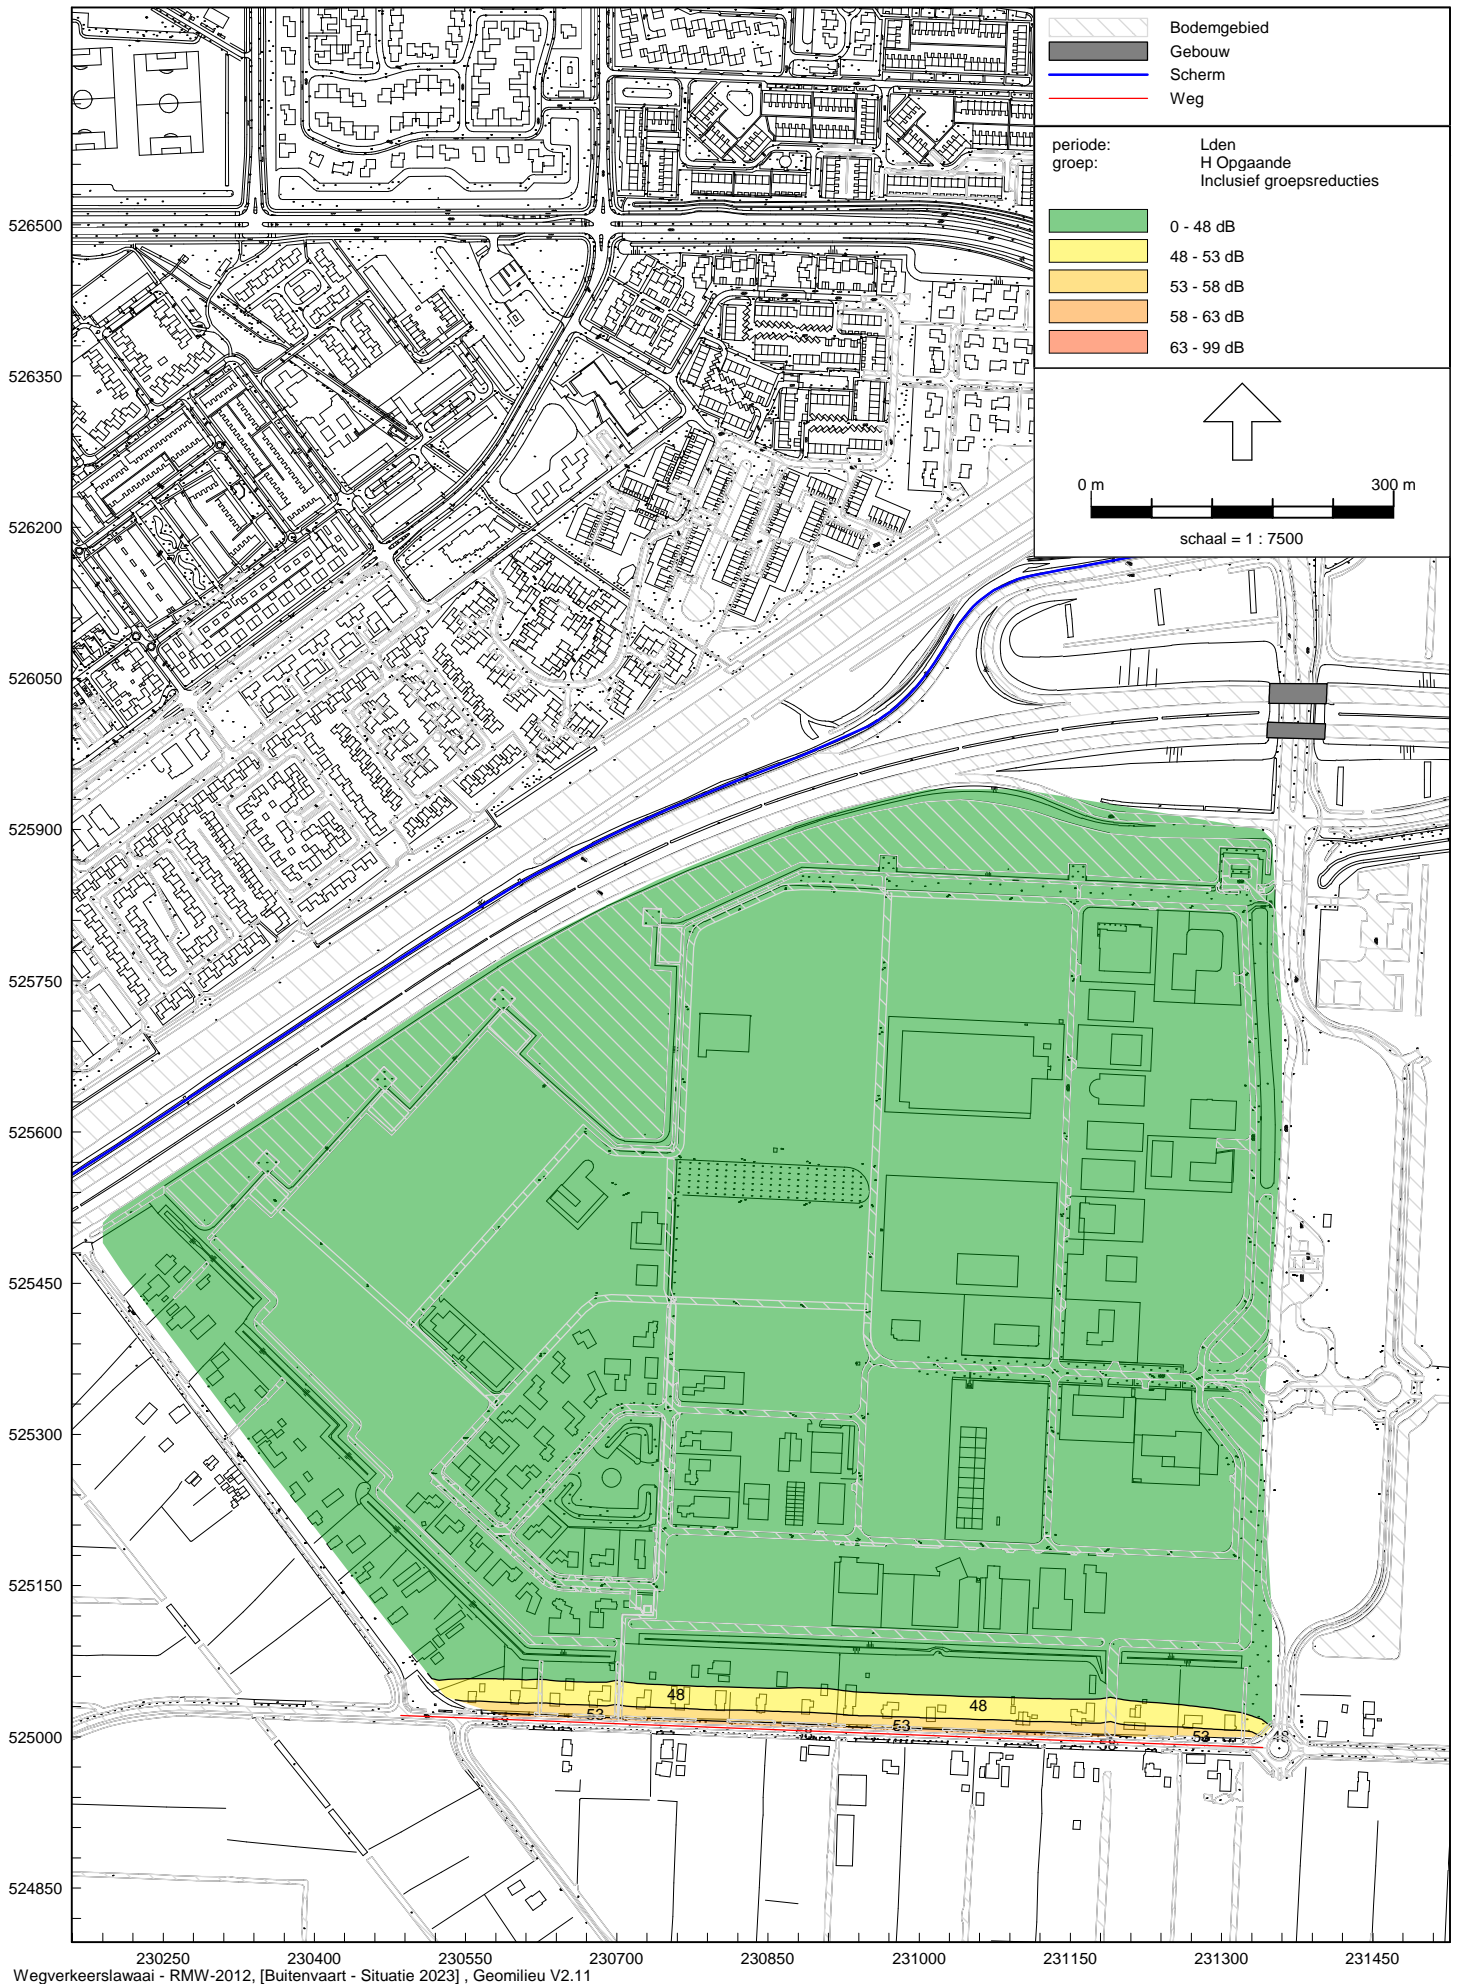 Bodemgebied
Gebouw
Scherm
Weg
periode: Lden
groep: H Opgaande
Inclusief groepsreducties
0 - 48 dB
48 - 53 dB
53 - 58 dB
58 - 63 dB
63 - 99 dB
0 m 300 m
schaal = 1 : 7500
526500
526350
526200
526050
525900
525750
525600
525450
525300
525150
525000
524850
48
48
53
53
53
58
58
48
230250 230400 230550 230700 230850 231000 231150 231300 231450
Wegverkeerslawaai - RMW-2012, [Buitenvaart - Situatie 2023] , Geomilieu V2.11